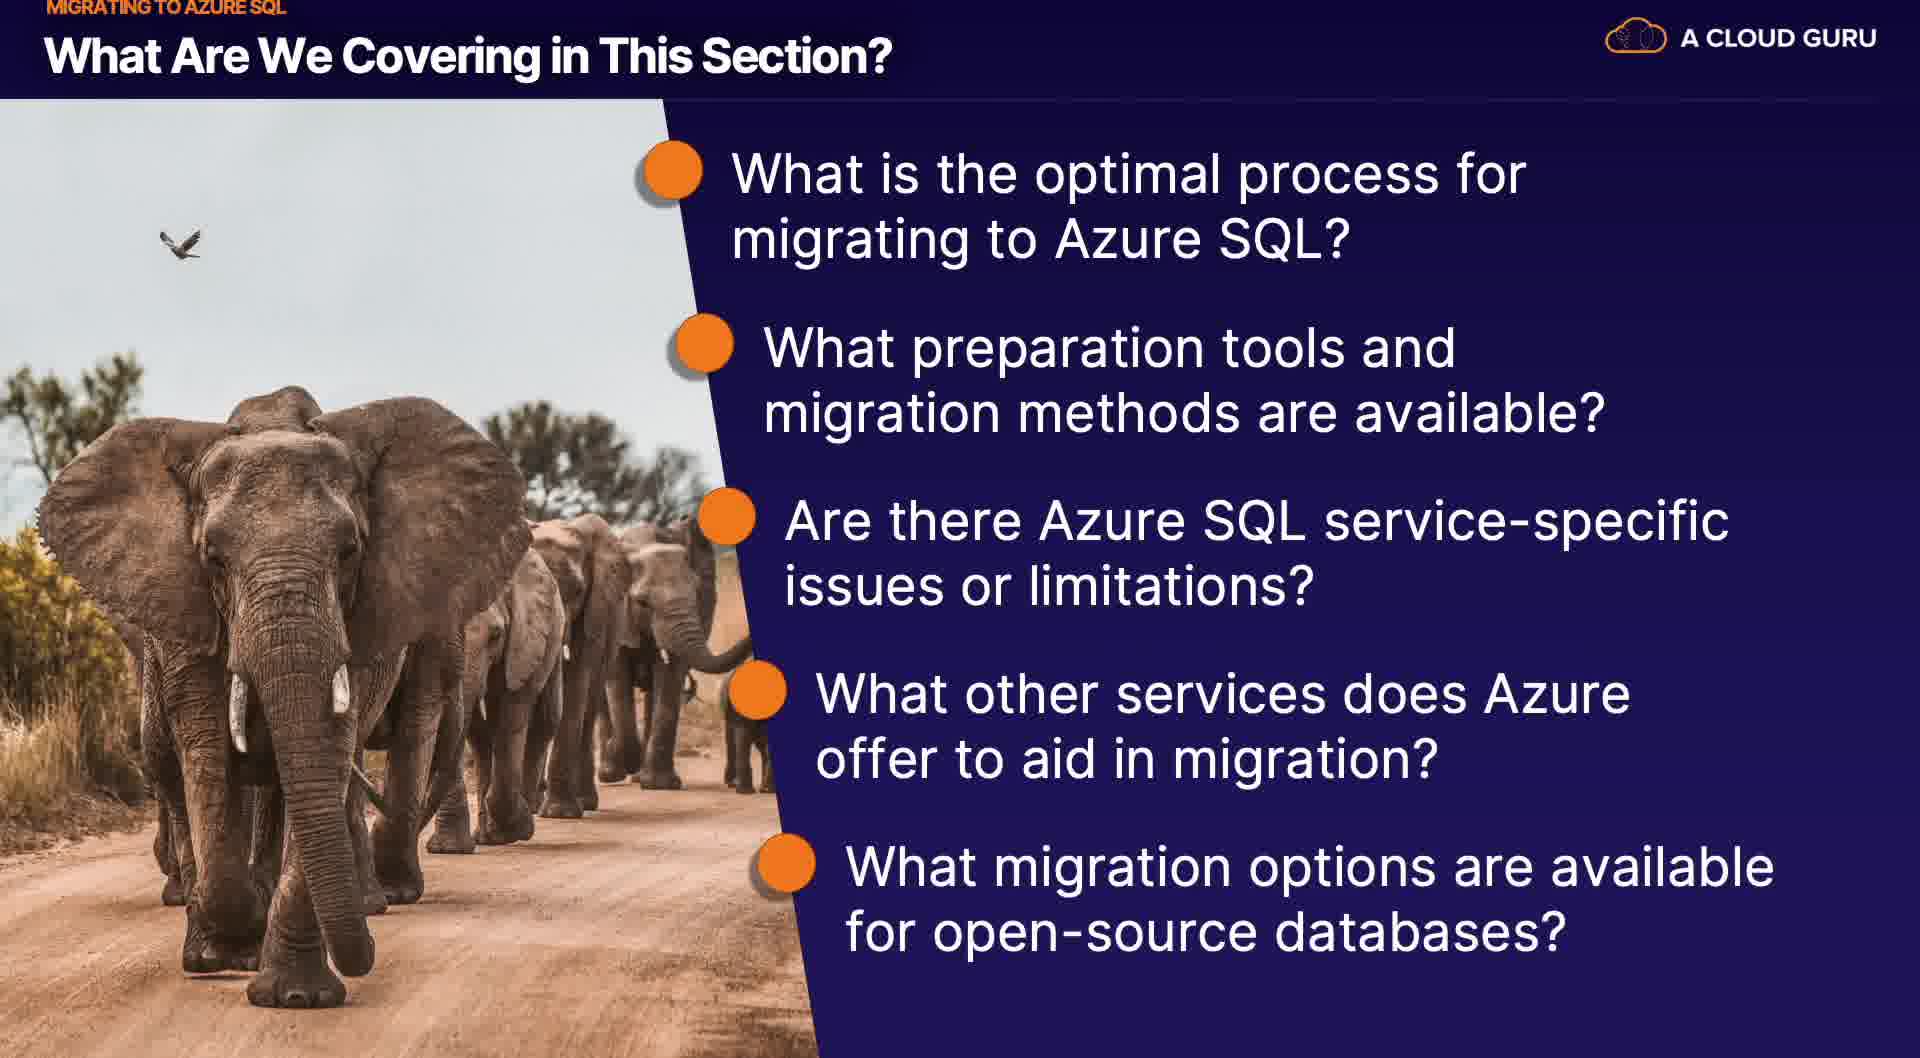 MIGRATING TO AZURE SQL
What Are We Covering in This Section?
A CLOUD GURU
What is the optimal process for
migrating to Azure SQL?
What preparation tools and
migration methods are available?
Are there Azure SQL service-specific
issues or limitations?
What other services does Azure
offer to aid in migration?
What migration options are available
for open-source databases?